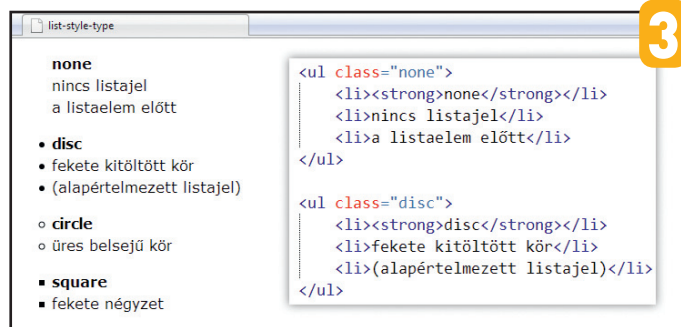 list-style-type
3
none
nincs listajel
a listaelem előtt
• disc
• fekete kitöltött kör
• (alapértelmezett listajel)
○ circle
○ üres belsejű kör
▪ square
▪ fekete négyzet
<ul class="none">
<li><strong>none</strong></li>
<li>nincs listajel</li>
<li>a listaelem előtt</li>
</ul>
<ul class="disc">
<li><strong>disc</strong></li>
<li>fekete kitöltött kör</li>
<li>(alapértelmezett listajel)</li>
</ul>